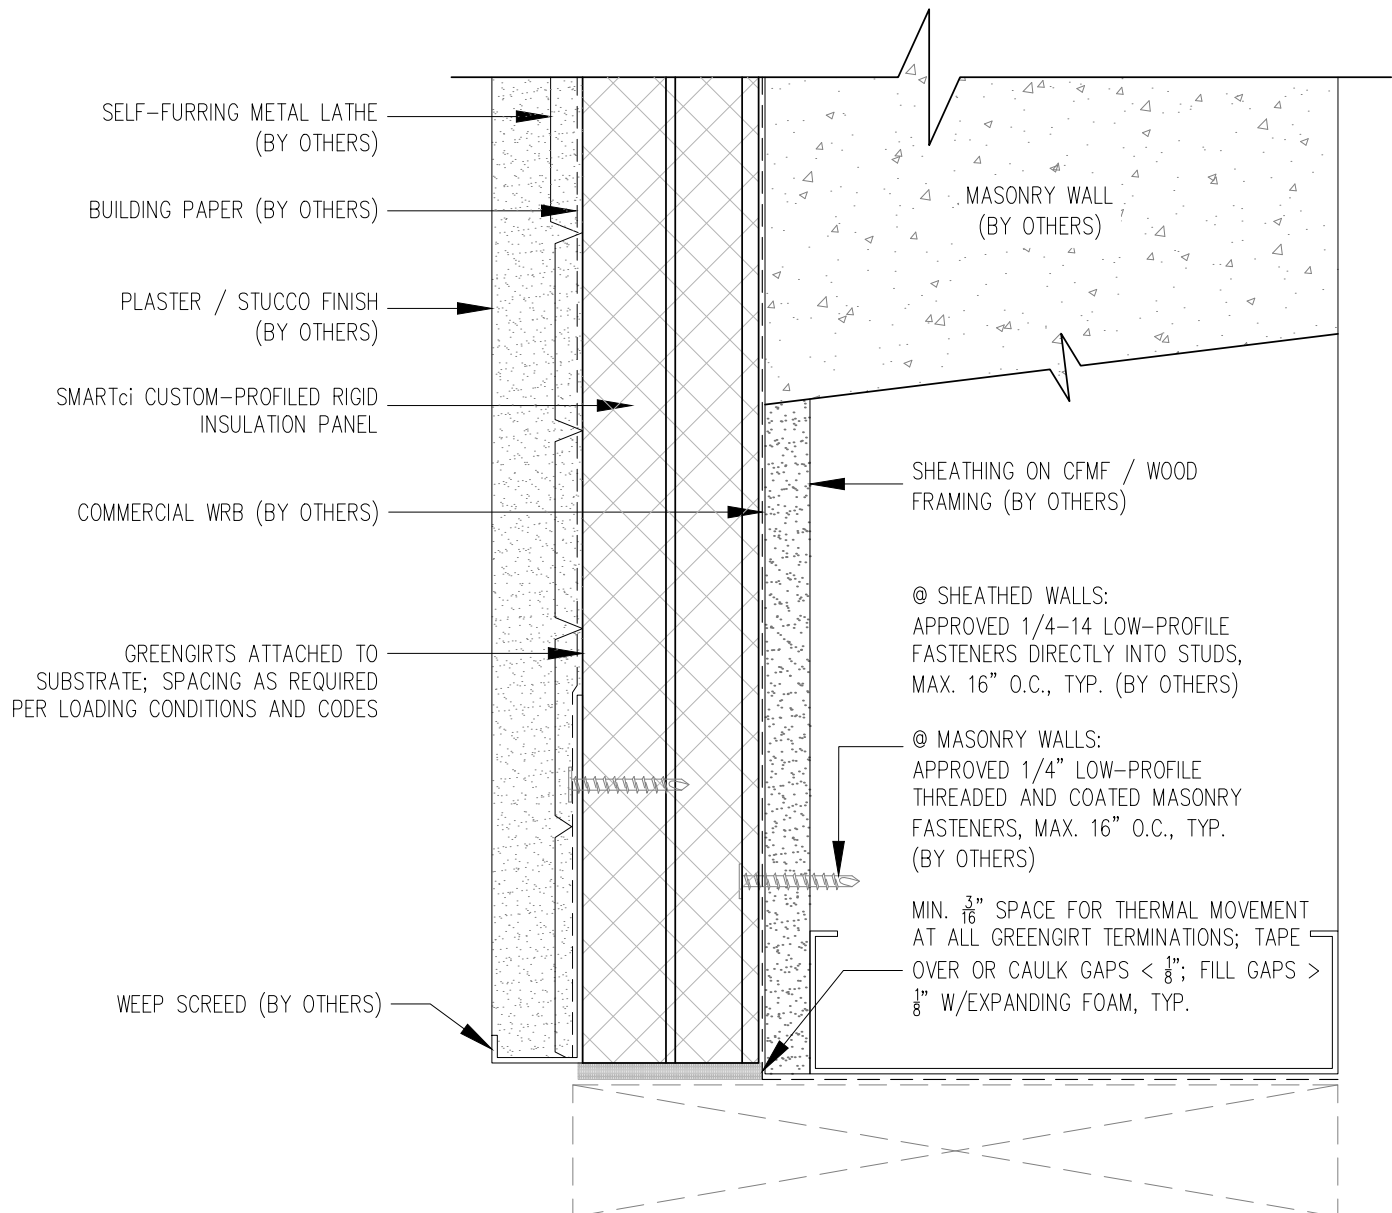 SELF-FURRING METAL LATHE
(BY OTHERS)
BUILDING PAPER (BY OTHERS)
PLASTER / STUCCO FINISH
(BY OTHERS)
SMARTci CUSTOM-PROFILED RIGID
INSULATION PANEL
COMMERCIAL WRB (BY OTHERS)
GREENGIRTS ATTACHED TO
SUBSTRATE; SPACING AS REQUIRED
PER LOADING CONDITIONS AND CODES
WEEP SCREED (BY OTHERS)
MASONRY WALL
(BY OTHERS)
SHEATHING ON CFMF / WOOD
FRAMING (BY OTHERS)
@ SHEATHED WALLS:
APPROVED 1/4-14 LOW-PROFILE
FASTENERS DIRECTLY INTO STUDS,
MAX. 16" O.C., TYP. (BY OTHERS)
@ MASONRY WALLS:
APPROVED 1/4" LOW-PROFILE
THREADED AND COATED MASONRY
FASTENERS, MAX. 16" O.C., TYP.
(BY OTHERS)
MIN. 3/16" SPACE FOR THERMAL MOVEMENT
AT ALL GREENGIRT TERMINATIONS; TAPE
OVER OR CAULK GAPS < 1/8"; FILL GAPS >
1/8" W/EXPANDING FOAM, TYP.